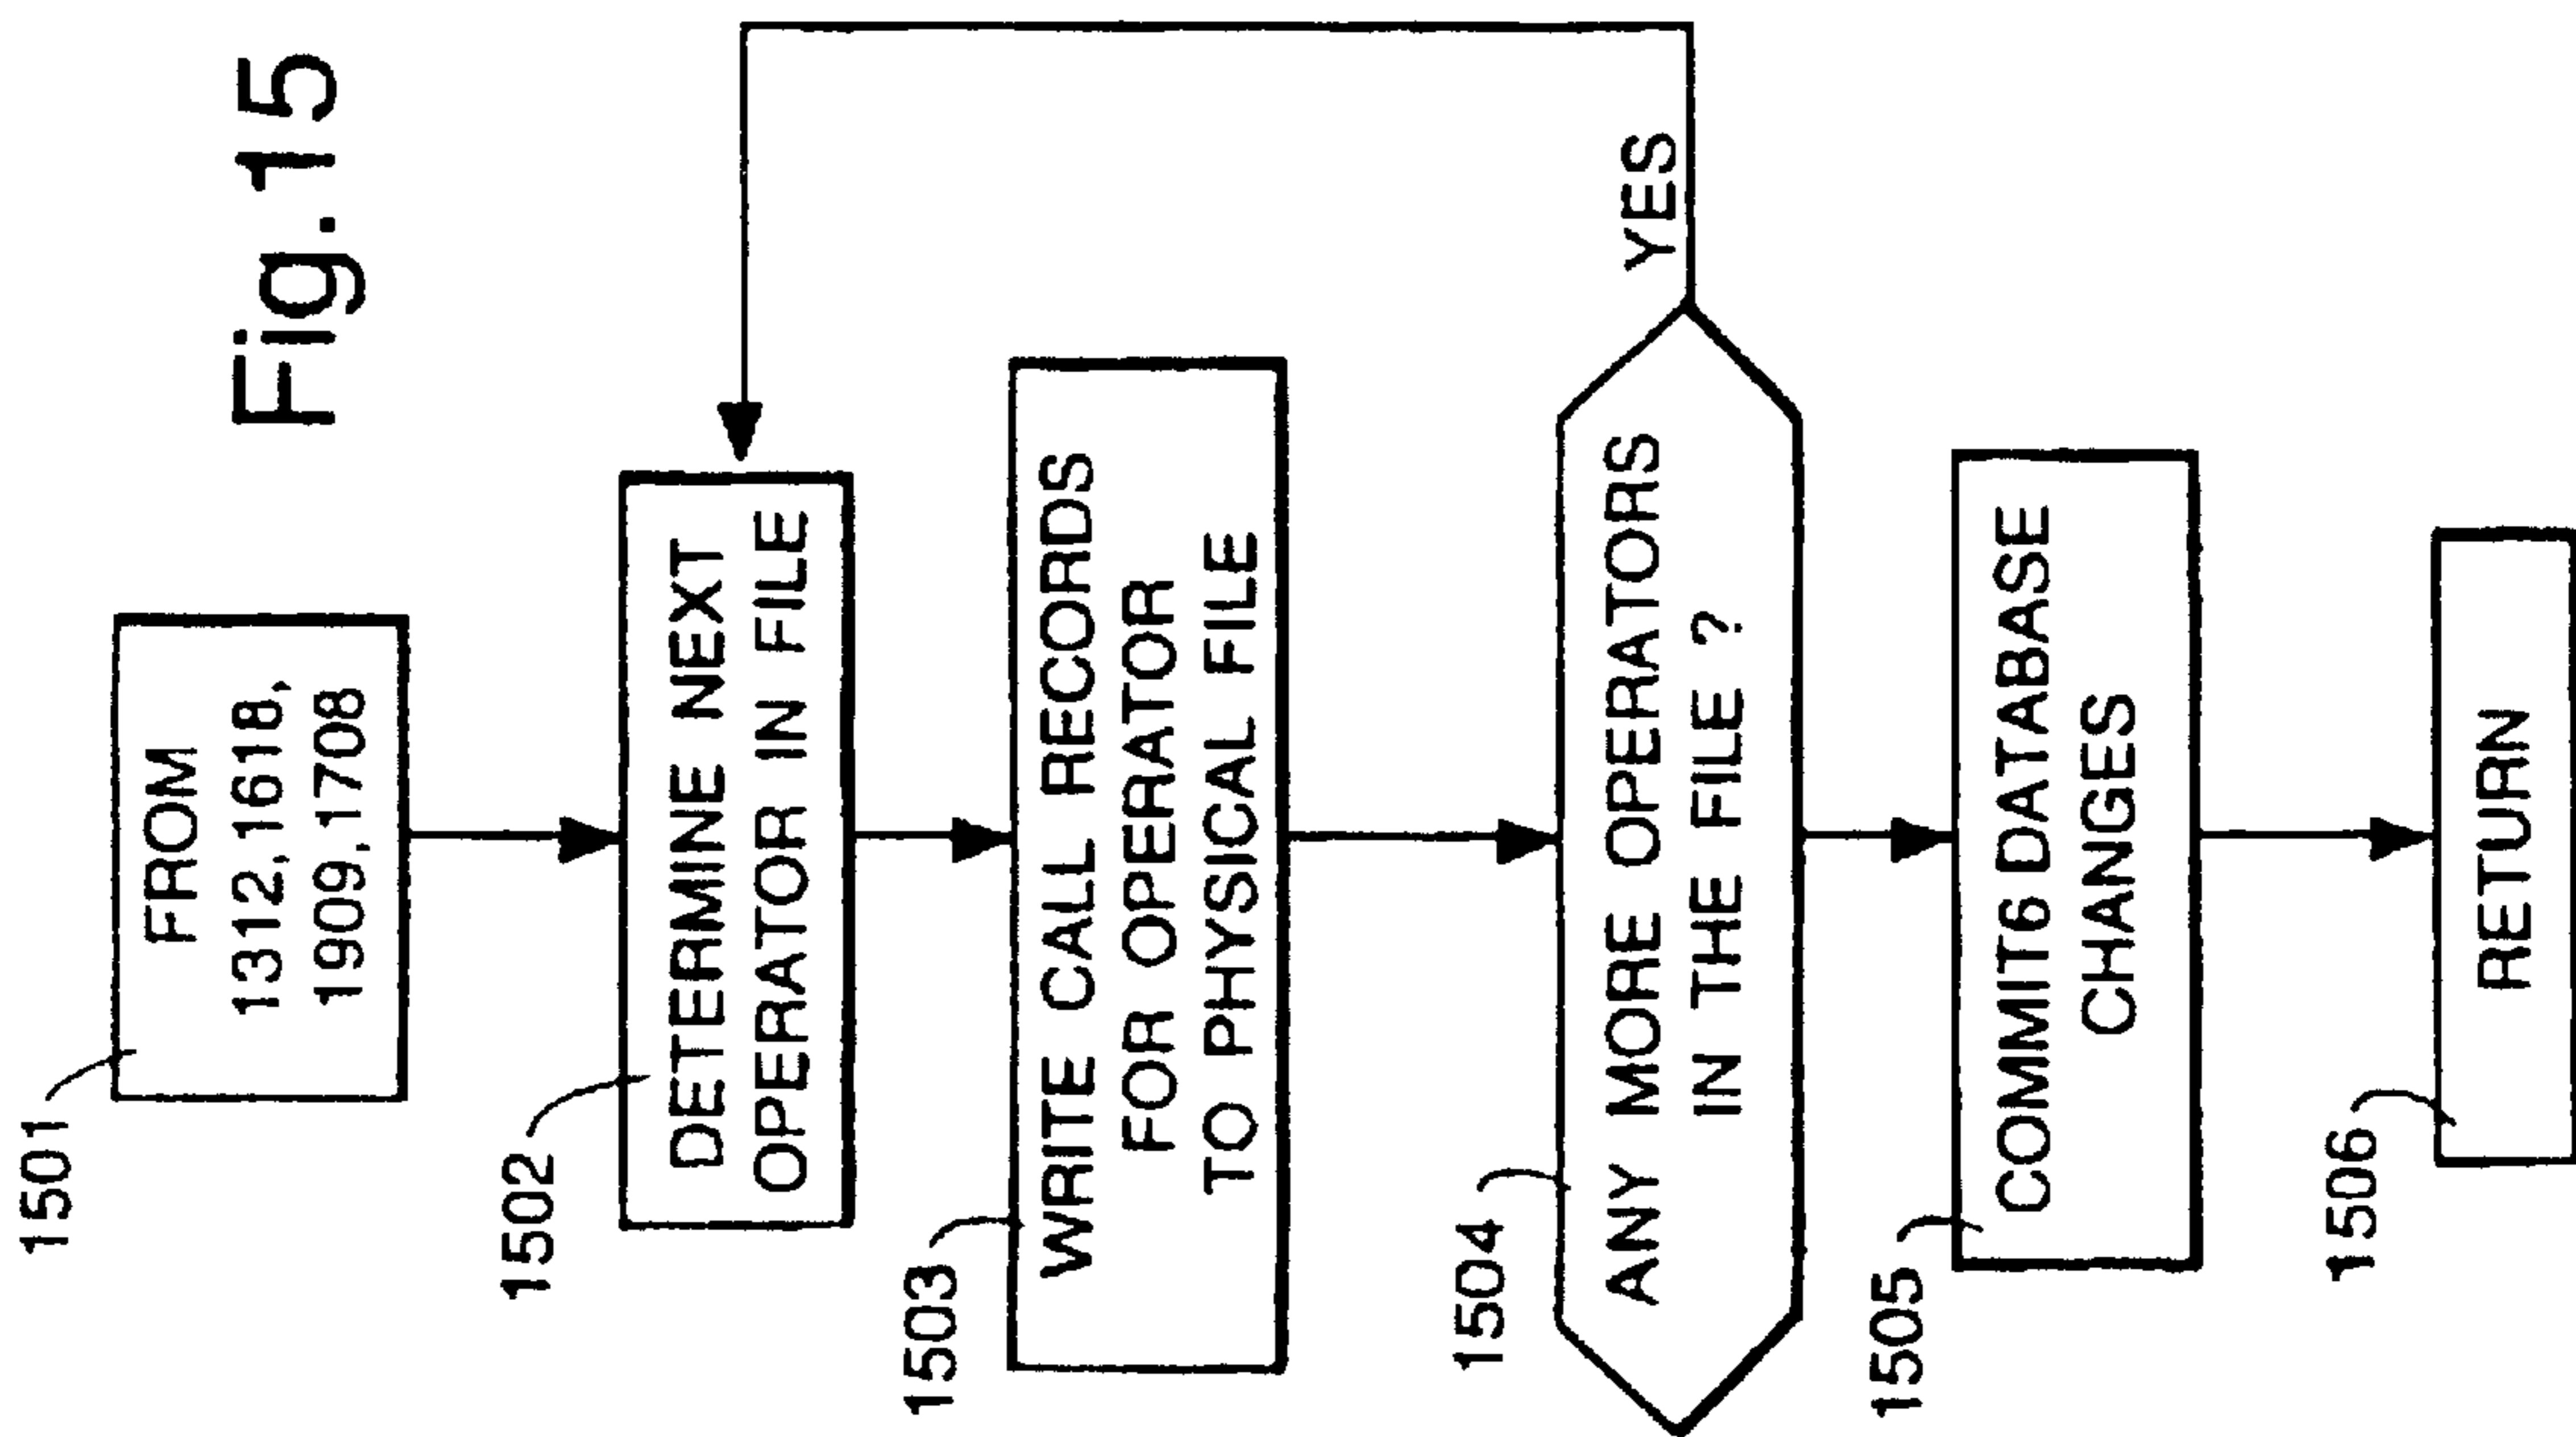 Fig.15
1501
FROM
1312,1618,
1909,1708
1502
DETERMINE NEXT
OPERATOR IN FILE
1503
WRITE CALL RECORDS
FOR OPERATOR
TO PHYSICAL FILE
1504
ANY MORE OPERATORS
IN THE FILE ?
YES
1505
COMMIT6 DATABASE
CHANGES
1506
RETURN